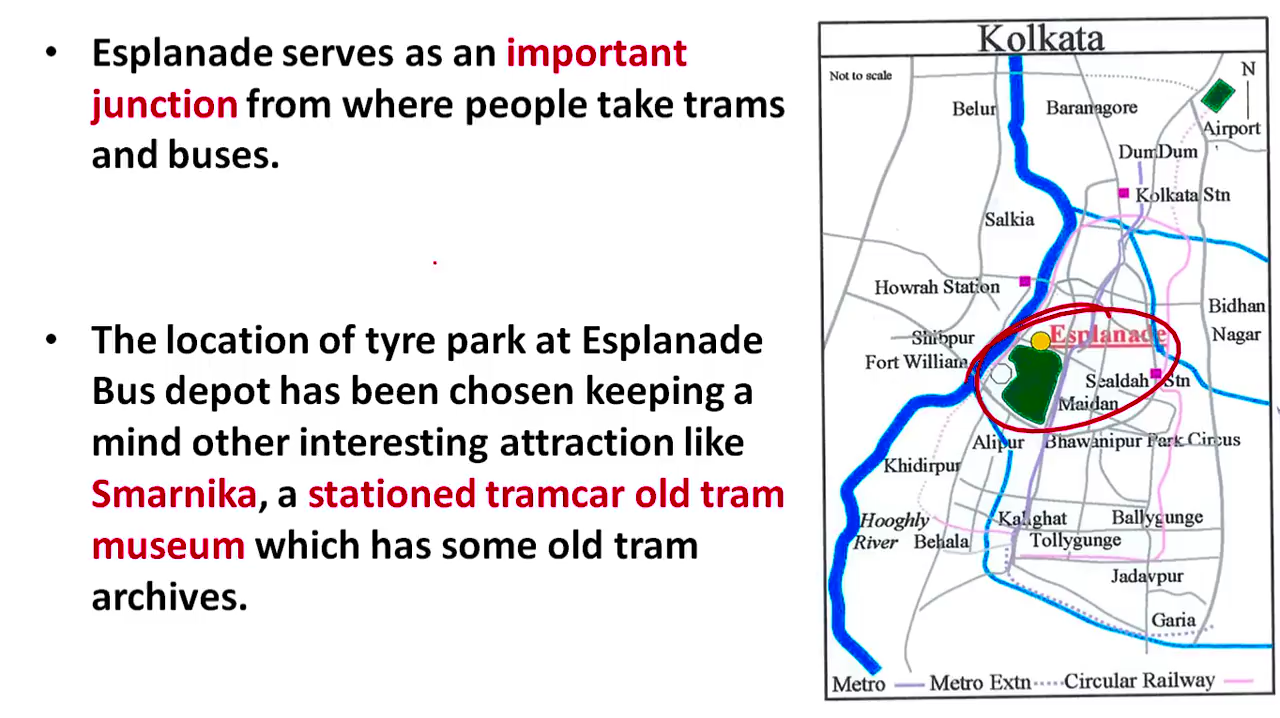 • Esplanade serves as an important
junction from where people take trams
and buses.
• The location of tyre park at Esplanade
Bus depot has been chosen keeping a
mind other interesting attraction like
Smarnika, a stationed tramcar old tram
museum which has some old tram
archives.
Kolkata
Not to scale
N
Belur
Baranagore
Airport
DumDum
Kolkata Stn
Salkia
Howrah Station
Bidhan
Nagar
Shibpur
Esplanade
Fort William
Sealdah Stn
Maidan
Alipur
Bhawanipur
Park Circus
Khidirpur
Hooghly
River
Kalighat
Ballygunge
Behala
Tollygunge
Jadavpur
Garia
Metro
Metro Extn
Circular Railway